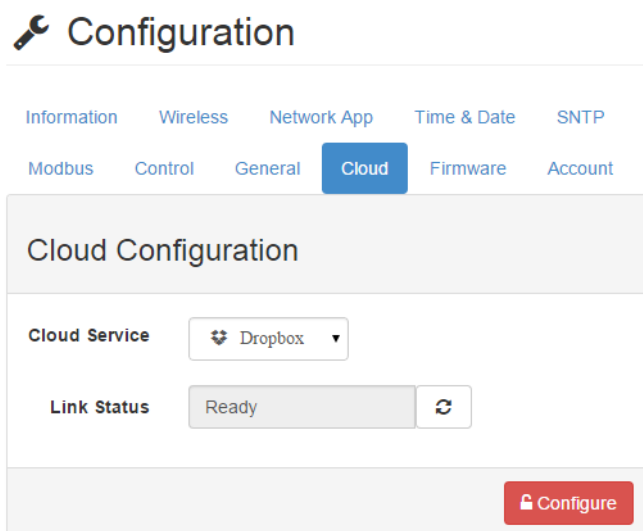 Configuration
Information Wireless Network App Time & Date SNTP
Modbus Control General Cloud Firmware Account
Cloud Configuration
Cloud Service Dropbox
Link Status Ready
Configure